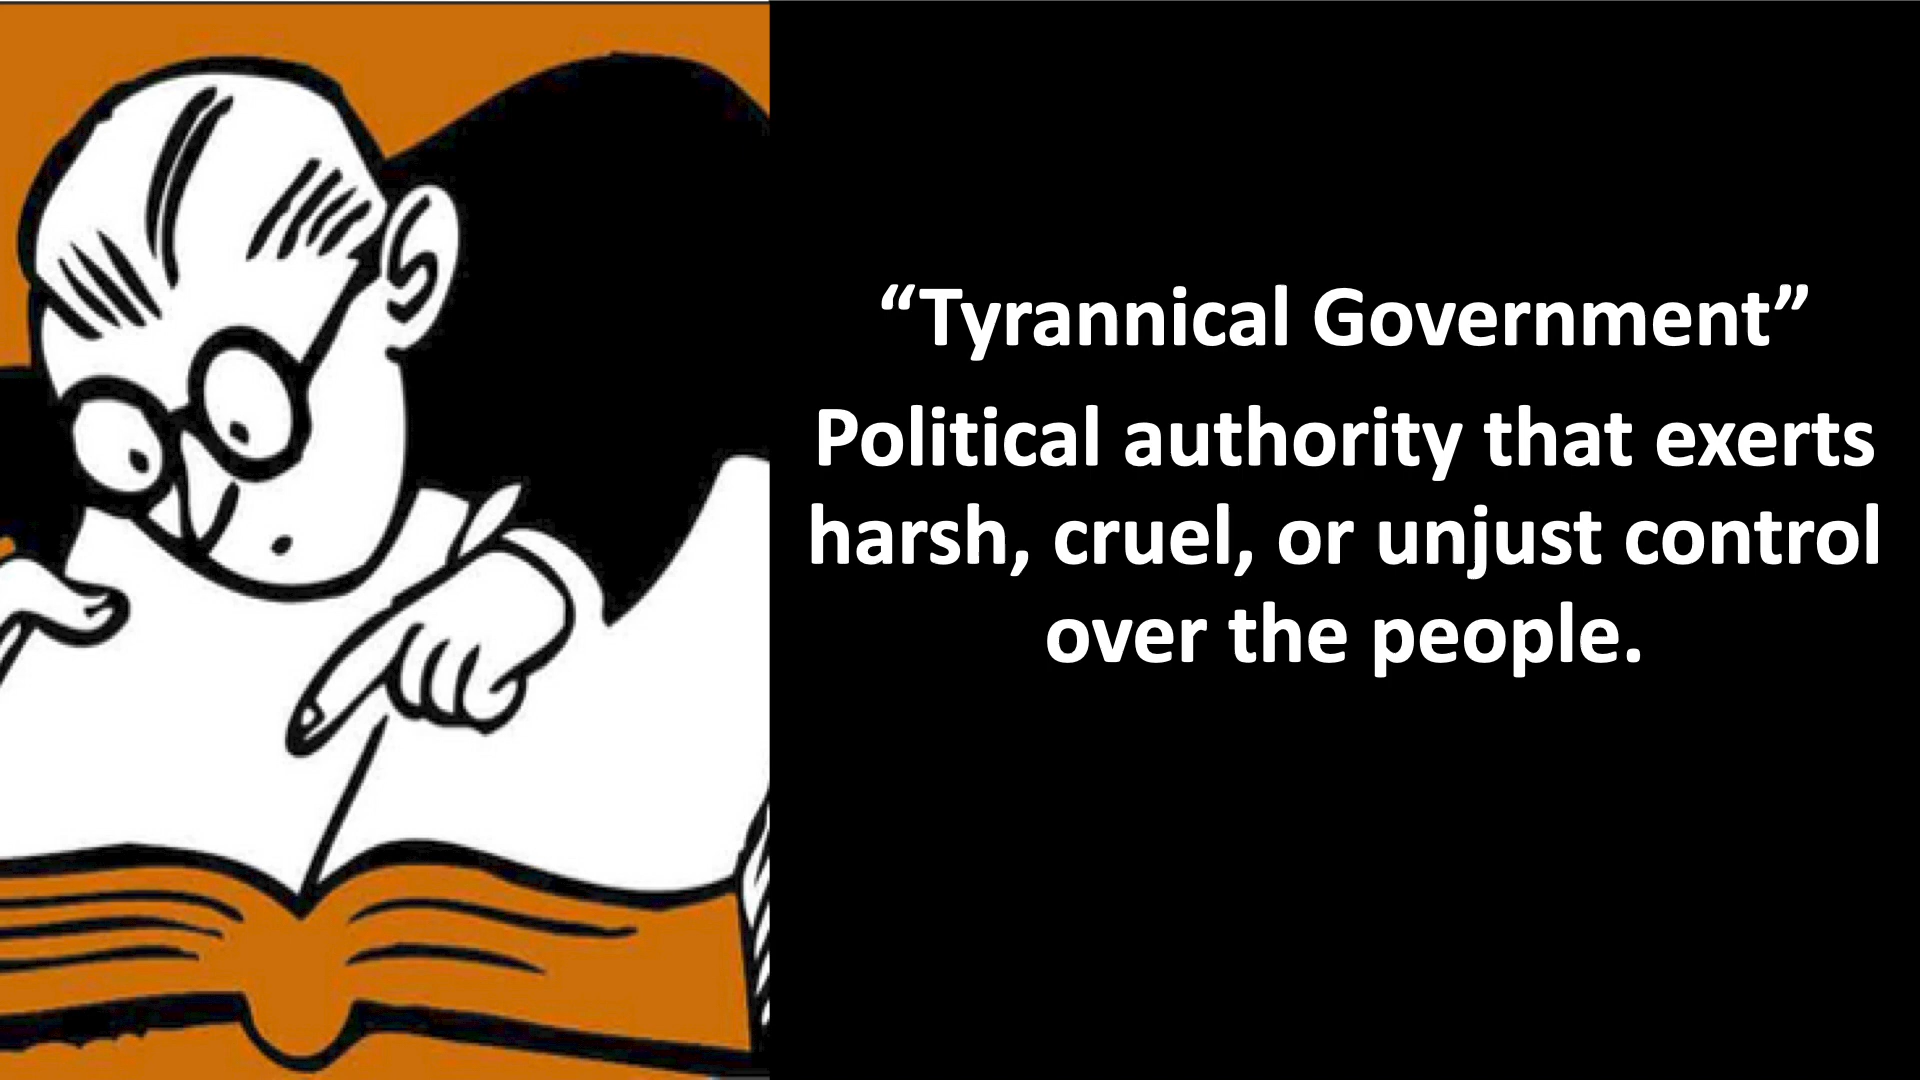 “Tyrannical Government”
Political authority that exerts
harsh, cruel, or unjust control
over the people.